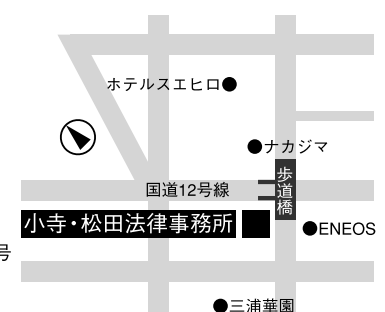 ホテルスエヒロ
ナカジマ
歩道橋
国道12号線
小寺・松田法律事務所
ENEOS
号
三浦華園